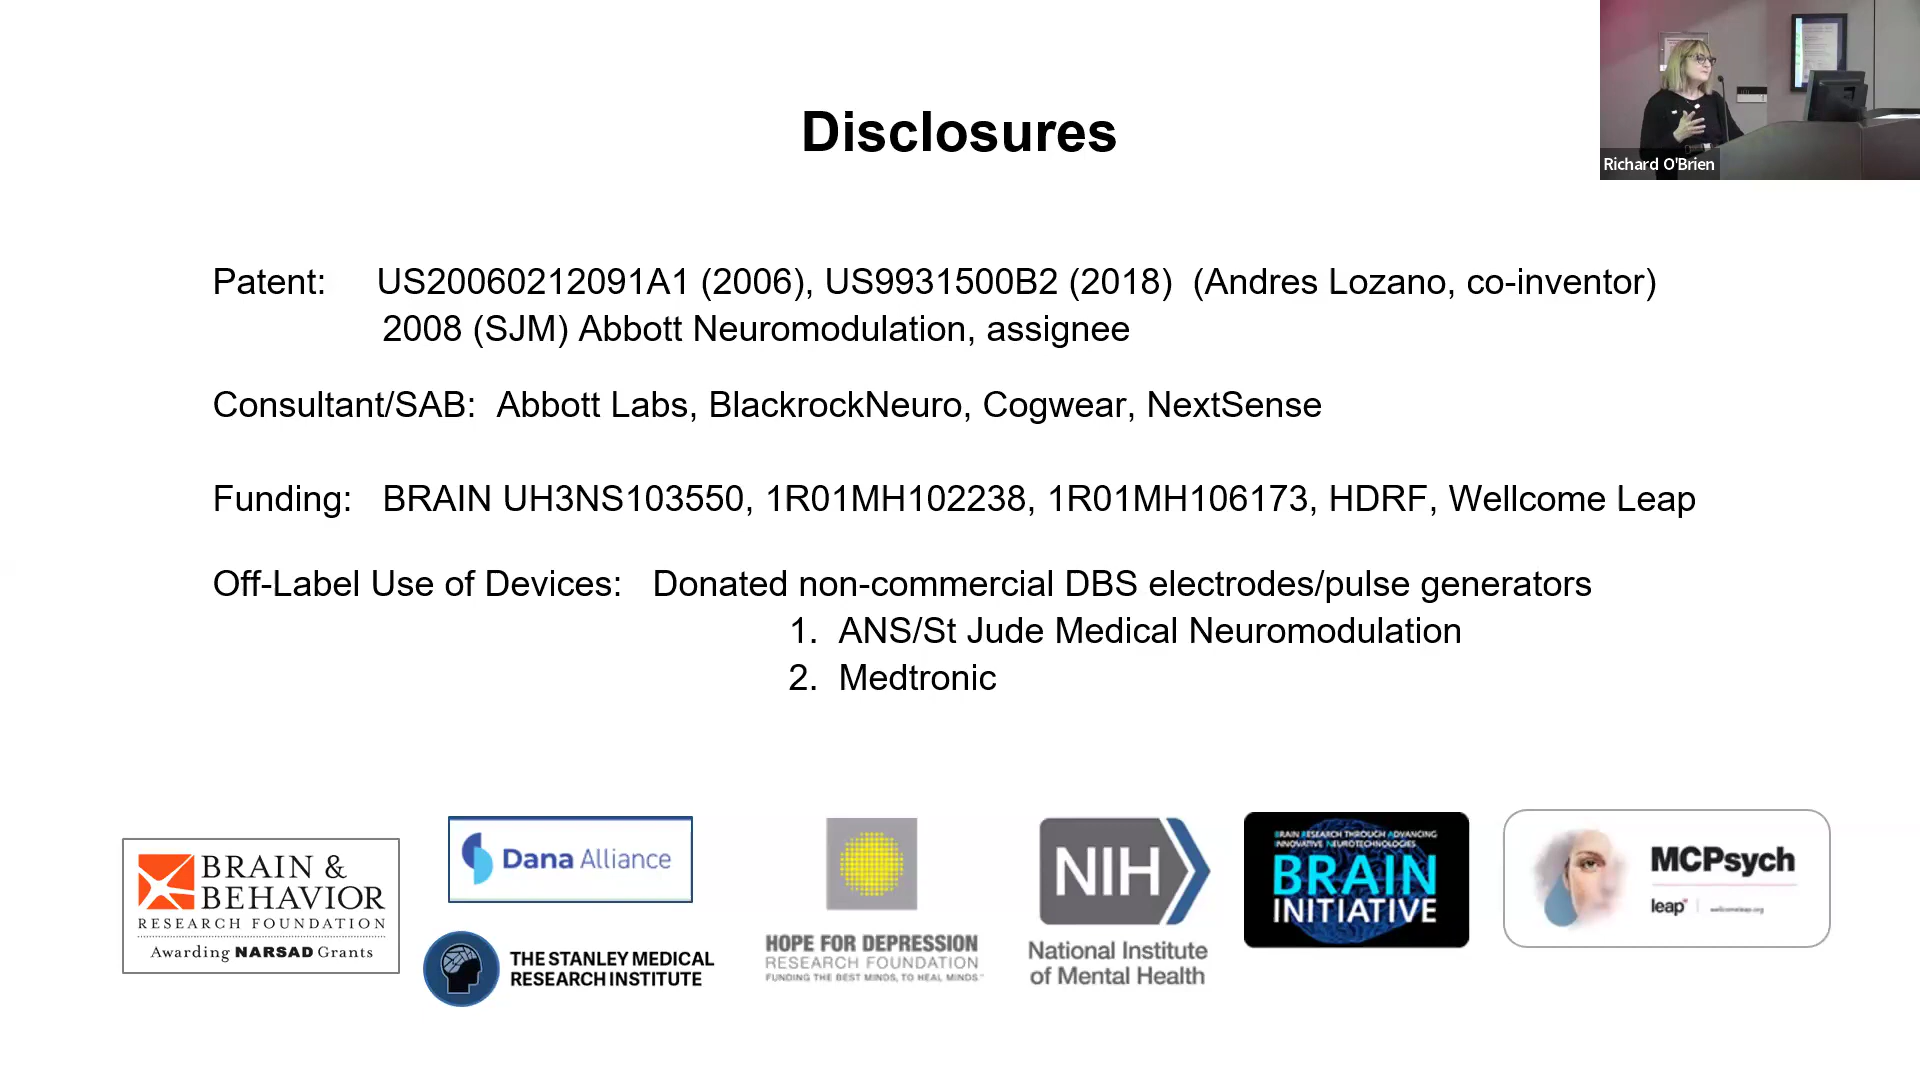 Disclosures
Richard O'Brien
Patent: US20060212091A1 (2006), US9931500B2 (2018) (Andres Lozano, co-inventor)
2008 (SJM) Abbott Neuromodulation, assignee
Consultant/SAB: Abbott Labs, BlackrockNeuro, Cogwear, NextSense
Funding: BRAIN UH3NS103550, 1R01MH102238, 1R01MH106173, HDRF, Wellcome Leap
Off-Label Use of Devices: Donated non-commercial DBS electrodes/pulse generators
1. ANS/St Jude Medical Neuromodulation
2. Medtronic
BRAIN &
BEHAVIOR
RESEARCH FOUNDATION
Awarding NARSAD Grants
Dana Alliance
THE STANLEY MEDICAL
RESEARCH INSTITUTE
HOPE FOR DEPRESSION
RESEARCH FOUNDATION
FUNDING THE BEST MINDS, TO HEAL MINDS.™
NIH
National Institute
of Mental Health
BRAIN RESEARCH THROUGH ADVANCING
INNOVATIVE NEUROTECHNOLOGIES
BRAIN
INITIATIVE
MCPsych
leap | wellcomeleap.org